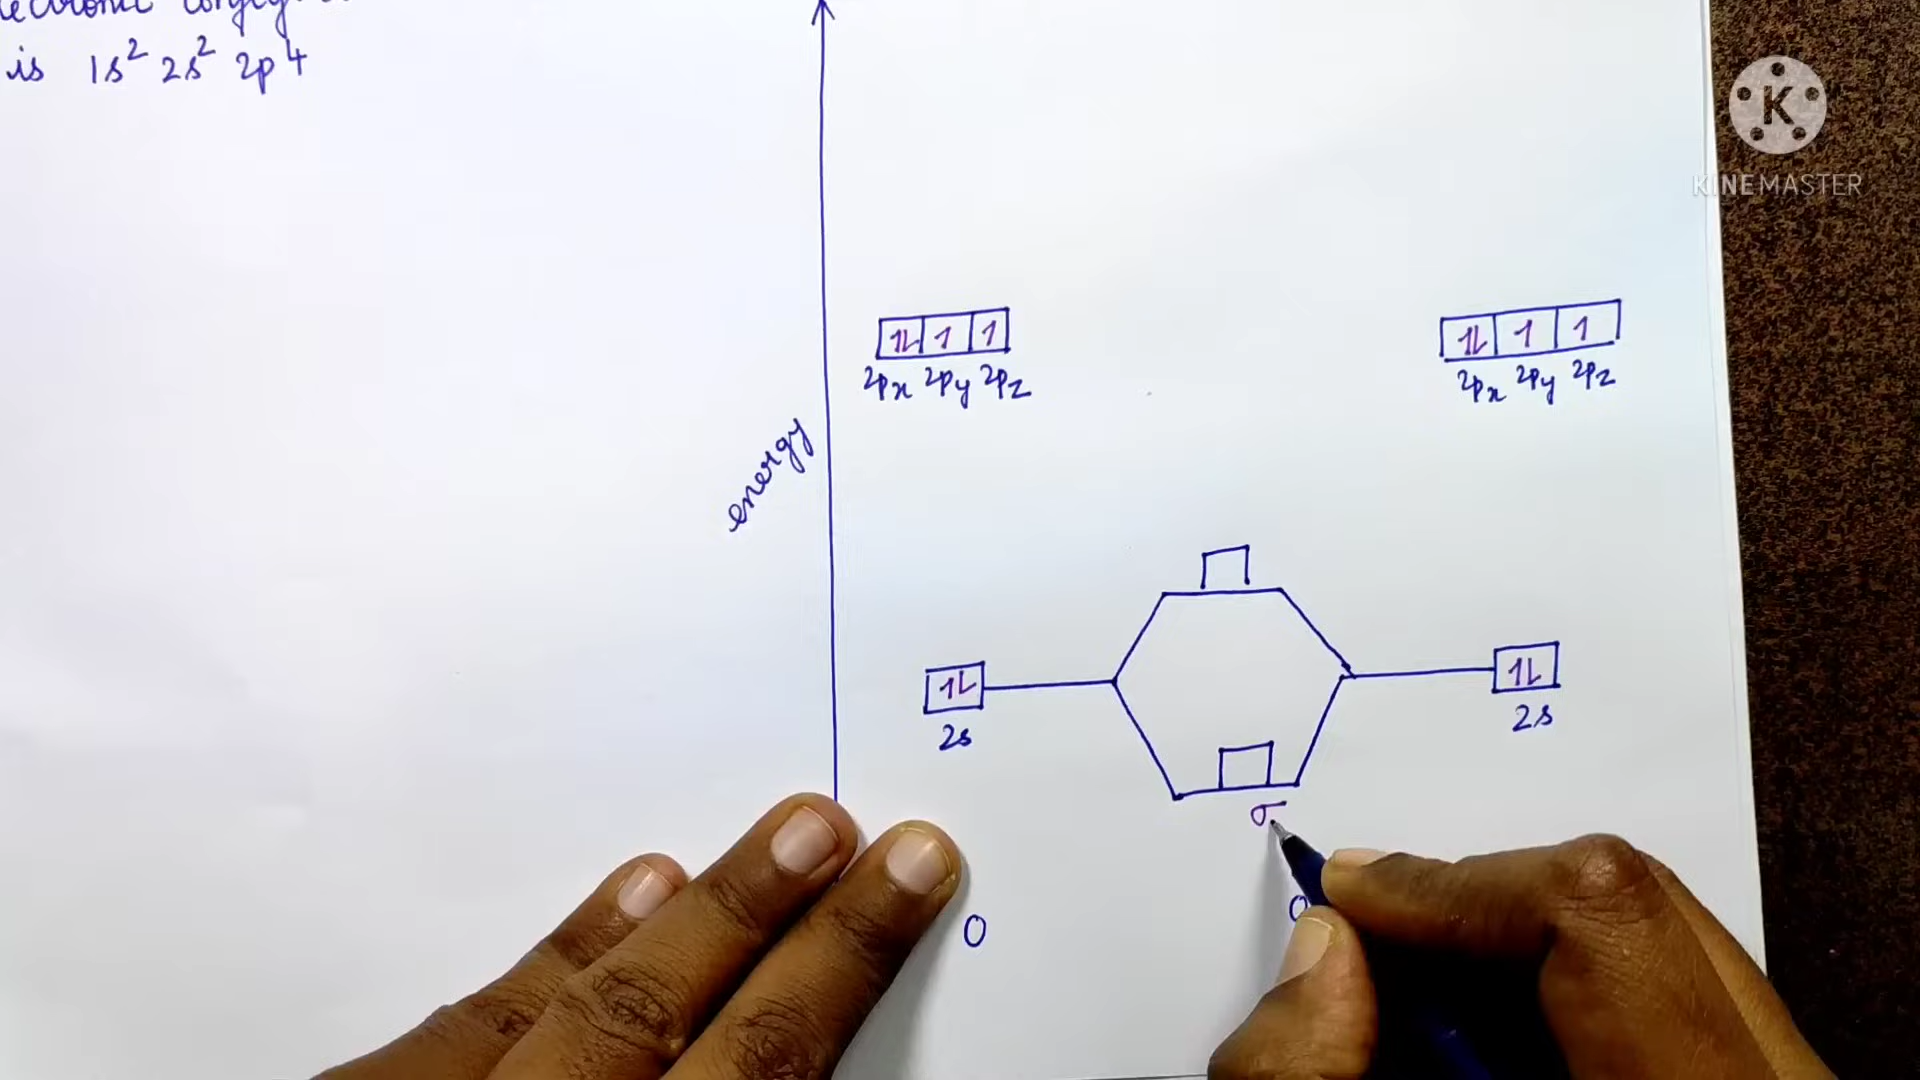 is 1s² 2s² 2p⁴
K
KINEMASTER
1L 1 1
2px 2py 2pz
1L 1 1
2px 2py 2pz
energy
1L
2s
1L
2s
σ
O
O